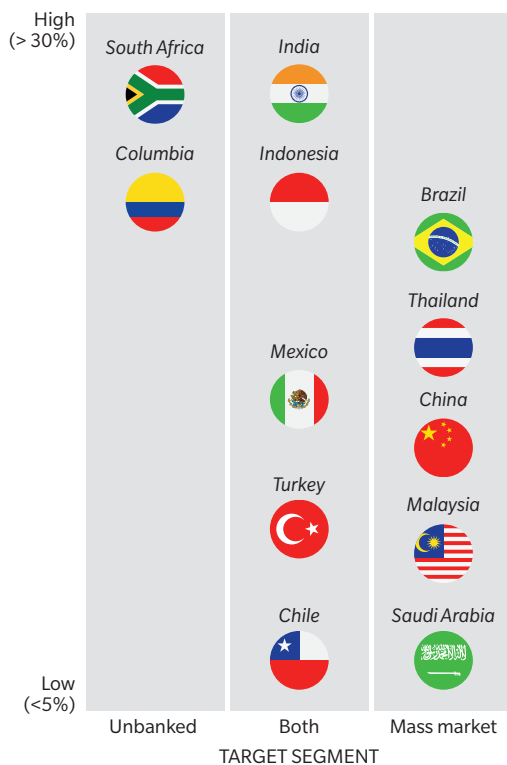 High
(> 30%)
South Africa
India
Columbia
Indonesia
Brazil
Thailand
Mexico
China
Turkey
Malaysia
Chile
Saudi Arabia
Low
(<5%)
Unbanked
Both
Mass market
TARGET SEGMENT